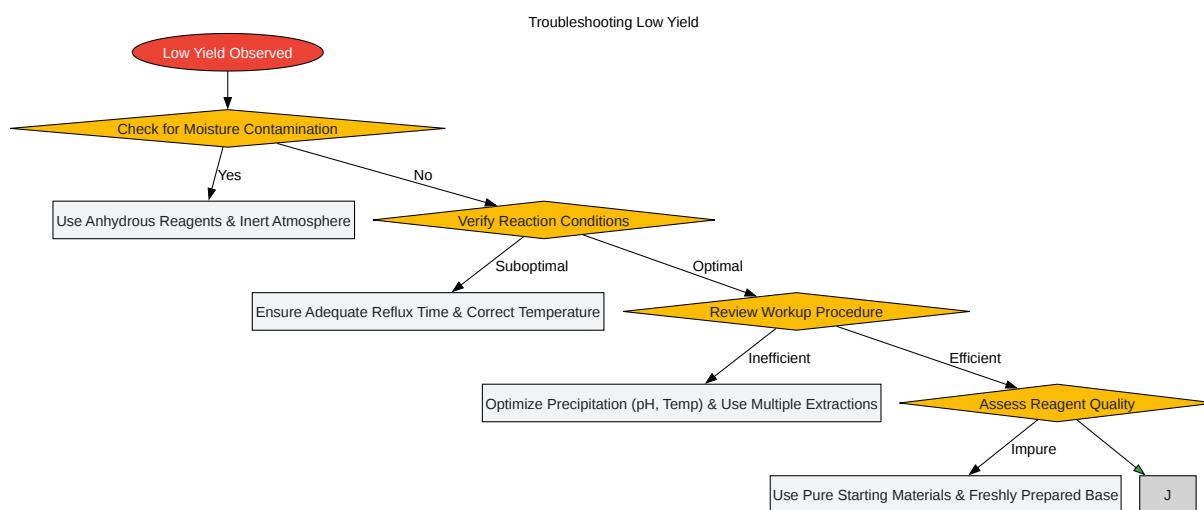 Troubleshooting Low Yield
Low Yield Observed
Check for Moisture Contamination
Yes
No
Use Anhydrous Reagents & Inert Atmosphere
Verify Reaction Conditions
Suboptimal
Optimal
Ensure Adequate Reflux Time & Correct Temperature
Review Workup Procedure
Inefficient
Efficient
Optimize Precipitation (pH, Temp) & Use Multiple Extractions
Assess Reagent Quality
Impure
Use Pure Starting Materials & Freshly Prepared Base
J